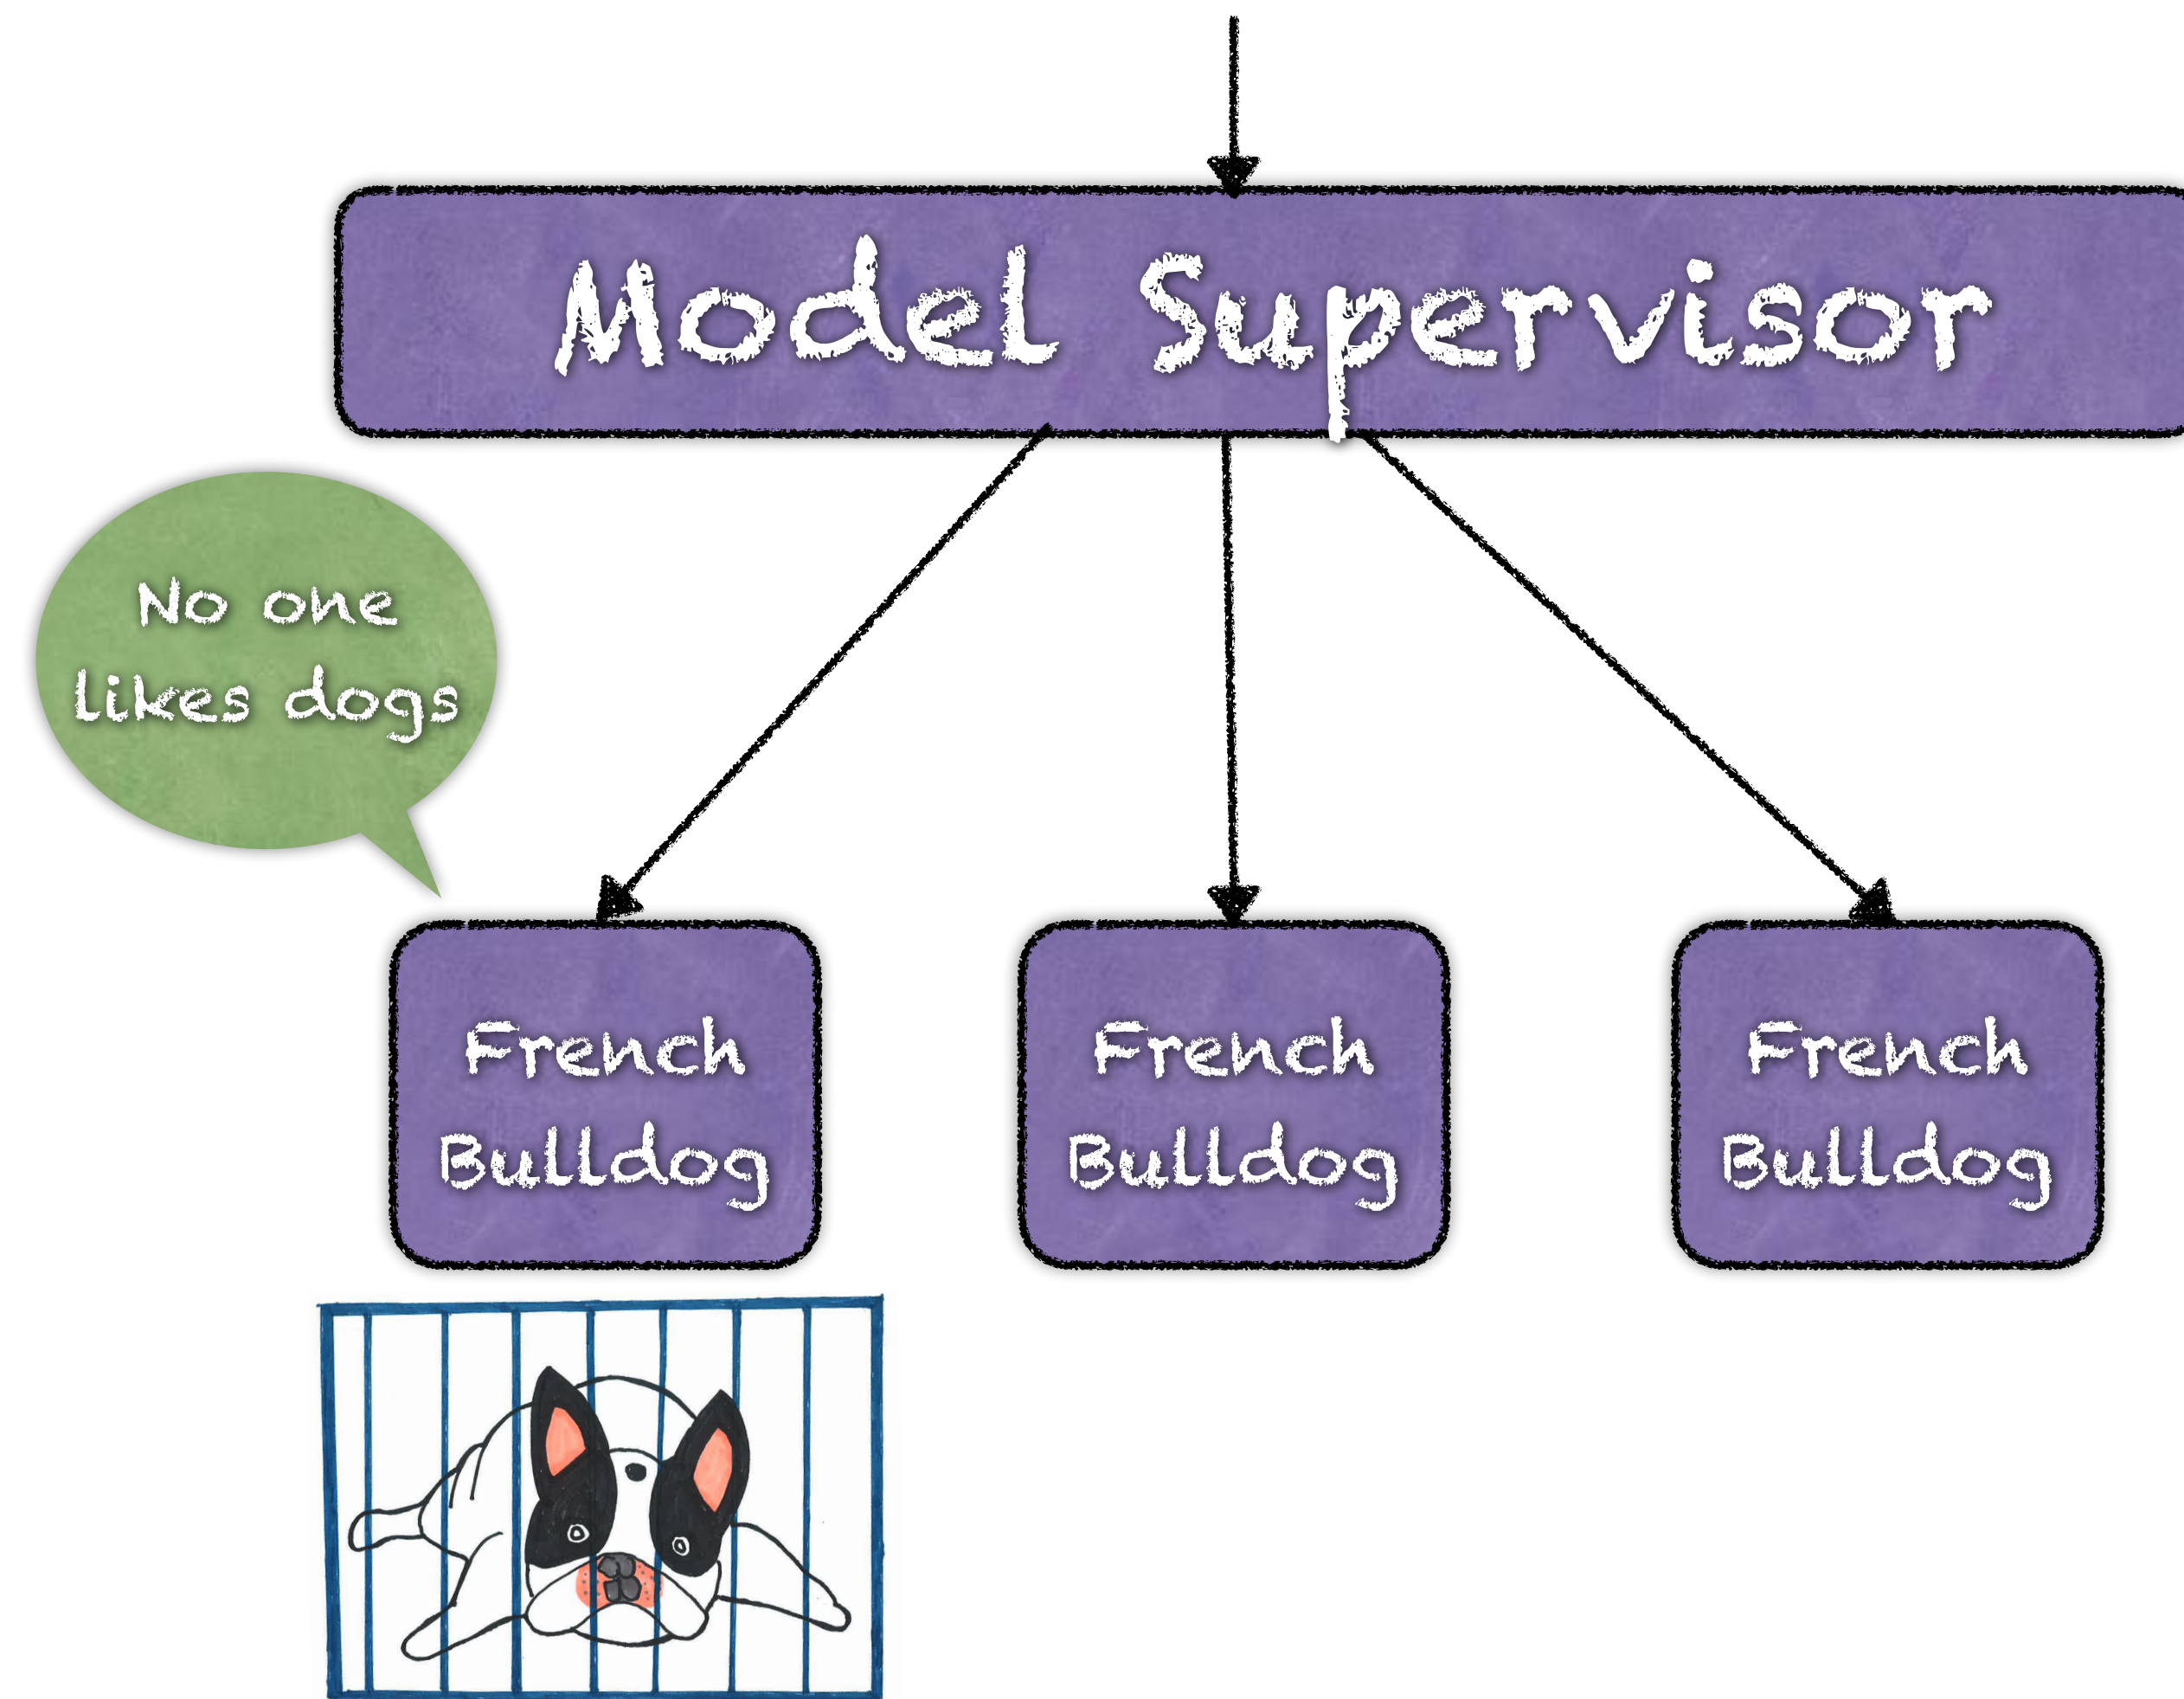 Model Supervisor
No one
likes dogs
French
Bulldog
French
Bulldog
French
Bulldog